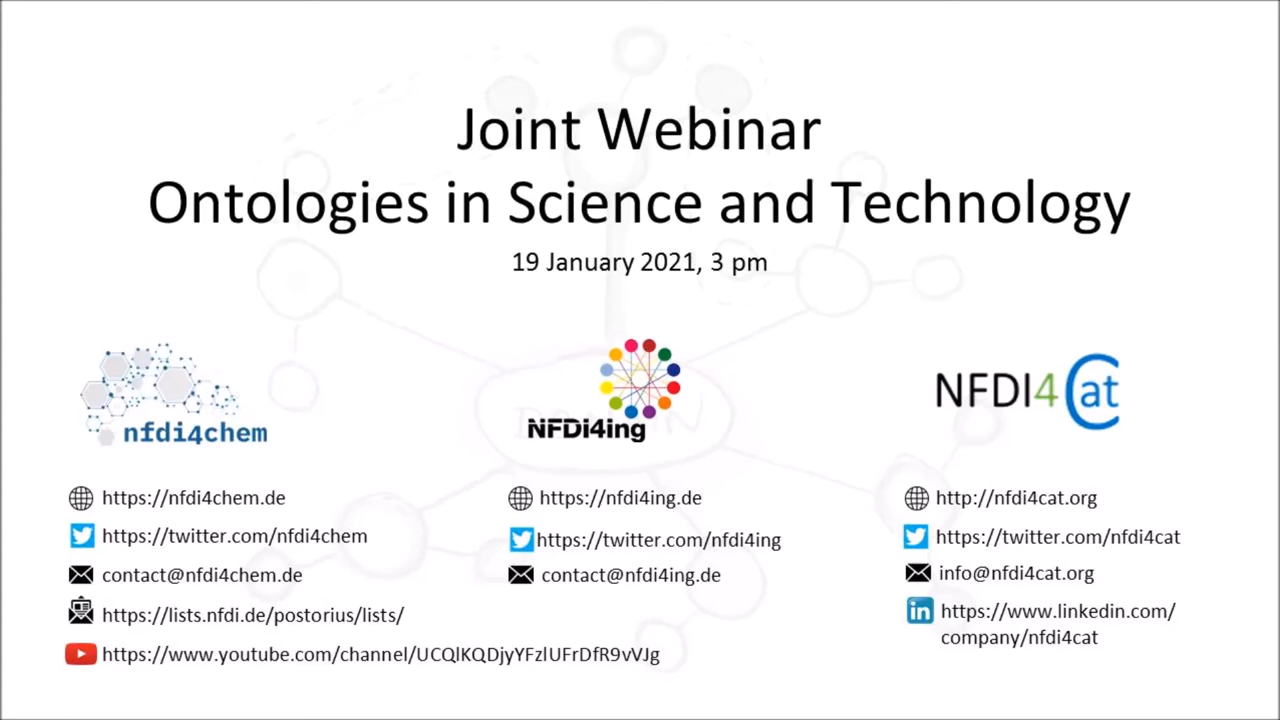 Joint Webinar
Ontologies in Science and Technology
19 January 2021, 3 pm
nfdi4chem
https://nfdi4chem.de
https://twitter.com/nfdi4chem
contact@nfdi4chem.de
https://lists.nfdi.de/postorius/lists/
https://www.youtube.com/channel/UCQlKQDjyYFzlUFrDfR9vVJg
NFDi4ing
https://nfdi4ing.de
https://twitter.com/nfdi4ing
contact@nfdi4ing.de
NFDI4Cat
http://nfdi4cat.org
https://twitter.com/nfdi4cat
info@nfdi4cat.org
in
https://www.linkedin.com/
company/nfdi4cat